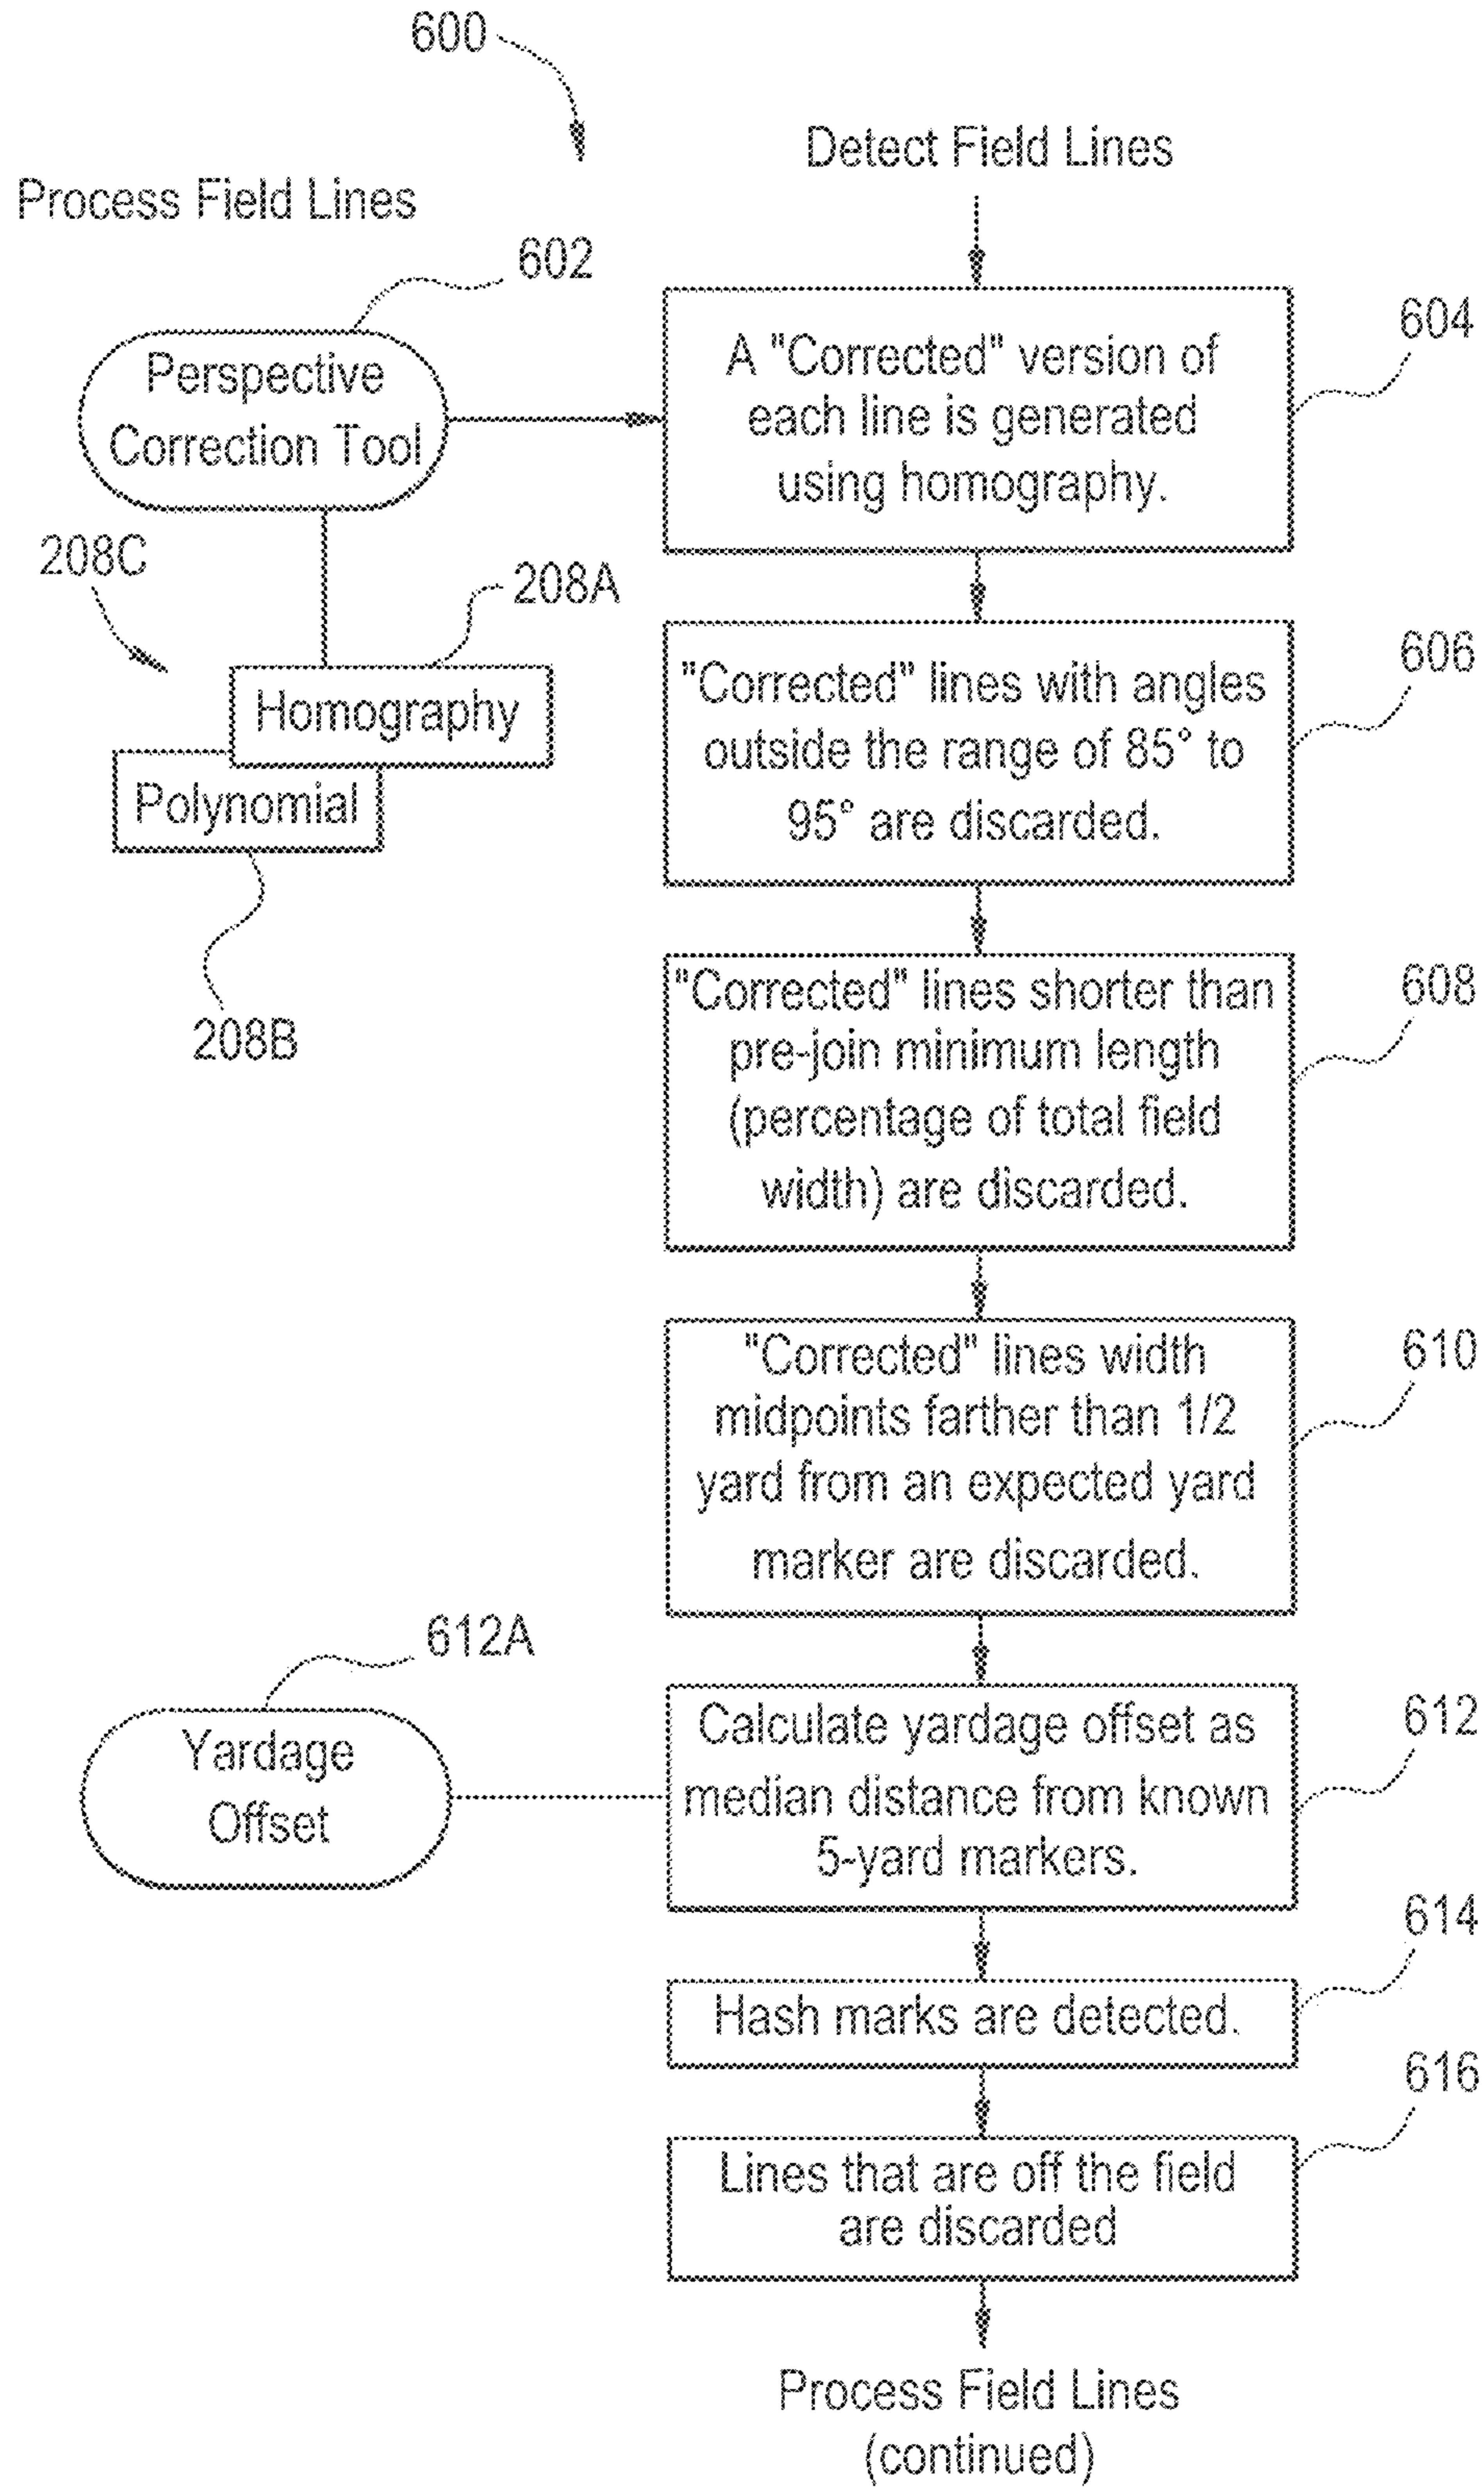 600
Detect Field Lines
Process Field Lines
602
Perspective
Correction Tool
604
A "Corrected" version of
each line is generated
using homography.
208C
208A
Homography
Polynomial
208B
606
"Corrected" lines with angles
outside the range of 85° to
95° are discarded.
608
"Corrected" lines shorter than
pre-join minimum length
(percentage of total field
width) are discarded.
610
"Corrected" lines width
midpoints farther than 1/2
yard from an expected yard
marker are discarded.
612A
Yardage
Offset
612
Calculate yardage offset as
median distance from known
5-yard markers.
614
Hash marks are detected.
616
Lines that are off the field
are discarded
Process Field Lines
(continued)